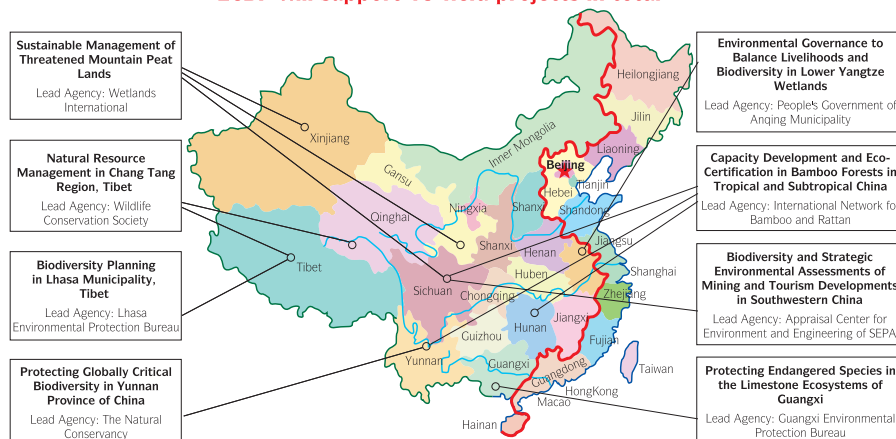 Sustainable Management of
Threatened Mountain Peat
Lands
Lead Agency: Wetlands
International
Natural Resource
Management in Chang Tang
Region, Tibet
Lead Agency: Wildlife
Conservation Society
Biodiversity Planning
in Lhasa Municipality,
Tibet
Lead Agency: Lhasa
Environmental Protection Bureau
Protecting Globally Critical
Biodiversity in Yunnan
Province of China
Lead Agency: The Natural
Conservancy
Heilongjiang
Jilin
Liaoning
Inner Mongolia
Xinjiang
Beijing
Tianjin
Hebei
Gansu
Ningxia
Shanxi
Shandong
Qinghai
Shanxi
Henan
Jiangsu
Tibet
Huben
Shanghai
Sichuan
Chongqing
Zhejiang
Hunan
Jiangxi
Guizhou
Fujian
Yunnan
Guangxi
Guangdong
Taiwan
HongKong
Macao
Hainan
Environmental Governance to
Balance Livelihoods and
Biodiversity in Lower Yangtze
Wetlands
Lead Agency: People's Government of
Anqing Municipality
Capacity Development and Eco-
Certification in Bamboo Forests in
Tropical and Subtropical China
Lead Agency: International Network for
Bamboo and Rattan
Biodiversity and Strategic
Environmental Assessments of
Mining and Tourism Developments
in Southwestern China
Lead Agency: Appraisal Center for
Environment and Engineering of SEPA
Protecting Endangered Species in
the Limestone Ecosystems of
Guangxi
Lead Agency: Guangxi Environmental
Protection Bureau